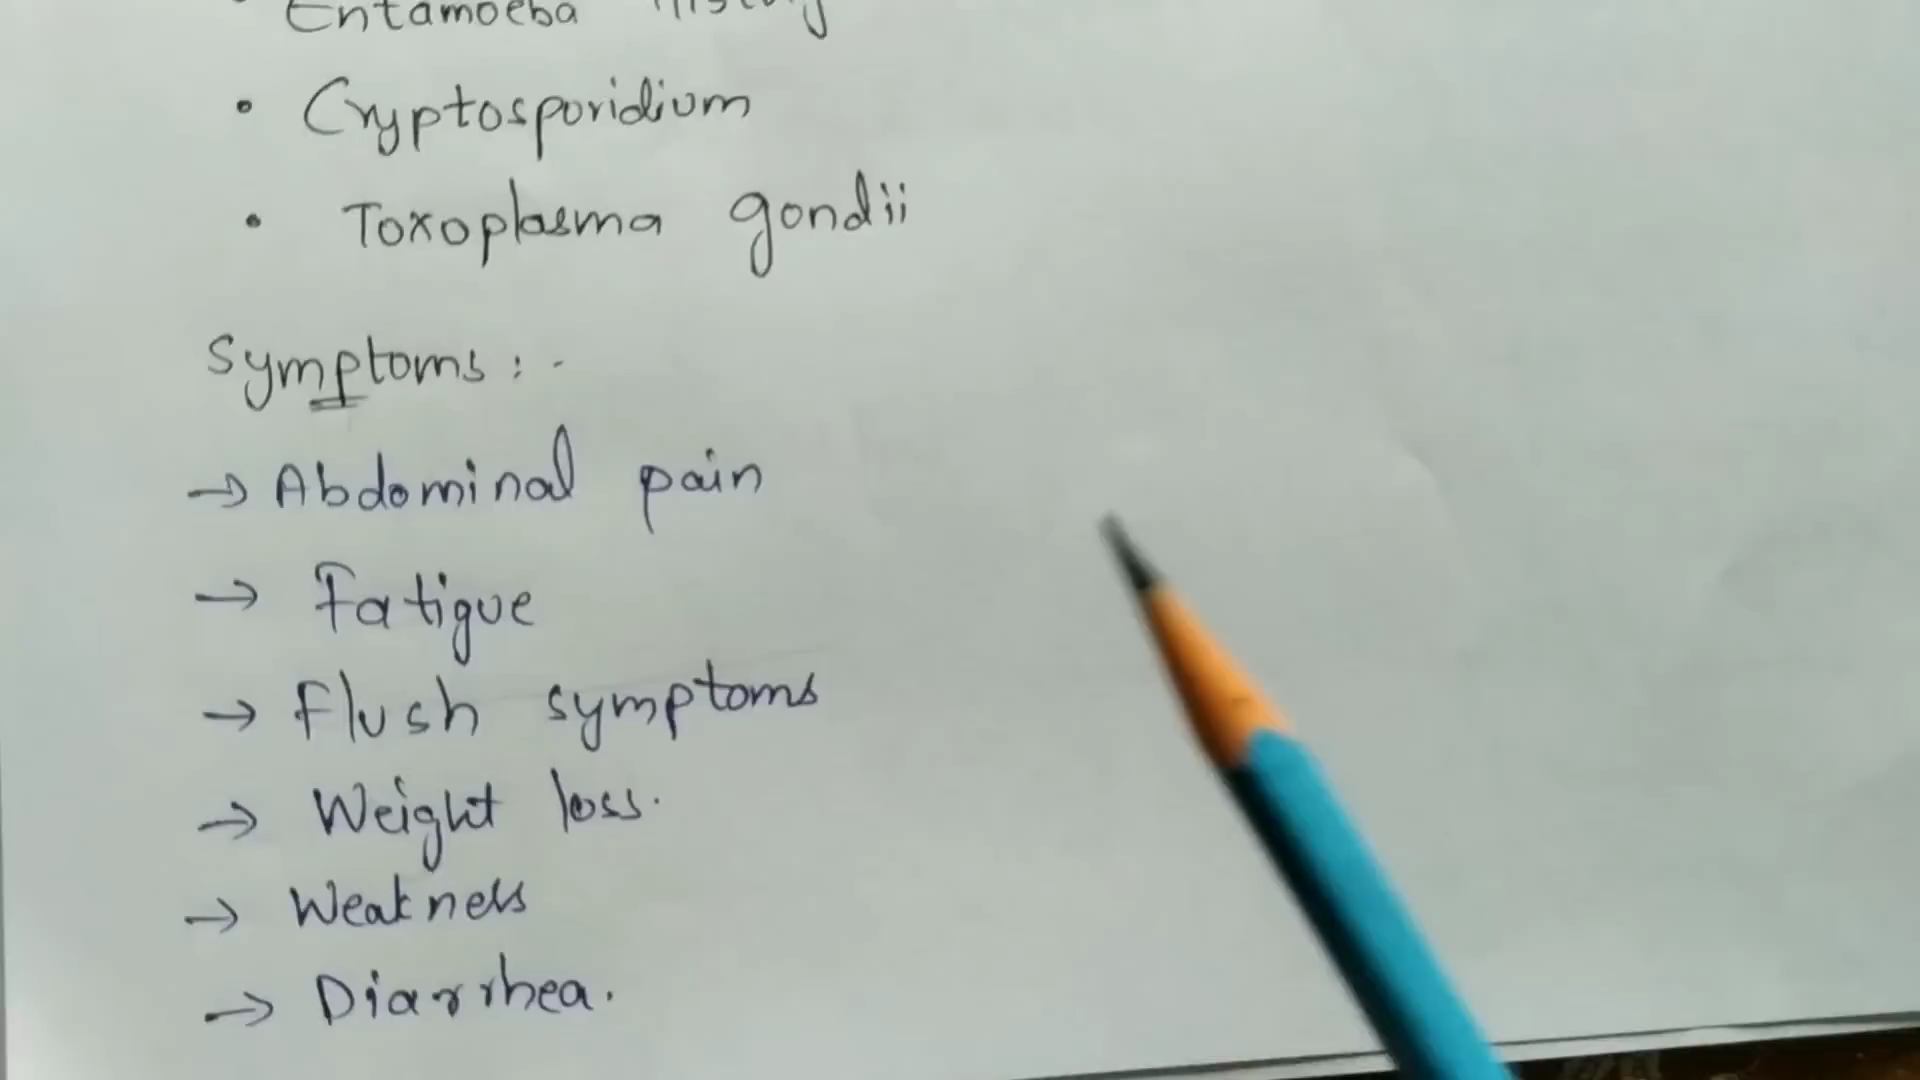 Entamoeba
• Cryptosporidium
• Toxoplasma gondii
Symptoms : -
→ Abdominal pain
→ Fatigue
→ Flush symptoms
→ Weight loss.
→ Weakness
→ Diarrhea.